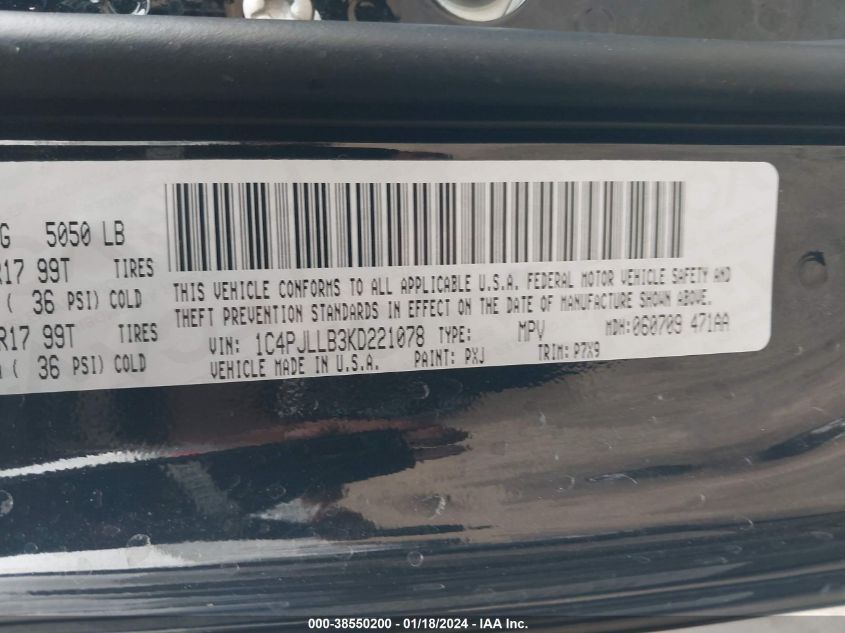 G 5050 LB
R17 99T TIRES
( 36 PSI) COLD
R17 99T TIRES
( 36 PSI) COLD
THIS VEHICLE CONFORMS TO ALL APPLICABLE U.S.A. FEDERAL MOTOR VEHICLE SAFETY AND
THEFT PREVENTION STANDARDS IN EFFECT ON THE DATE OF MANUFACTURE SHOWN ABOVE.
VIN: 1C4PJLLB3KD221078 TYPE: MPV MDH:060709 471AA
VEHICLE MADE IN U.S.A. PAINT: PXJ TRIM: P7X9
000-38550200 - 01/18/2024 - IAA Inc.